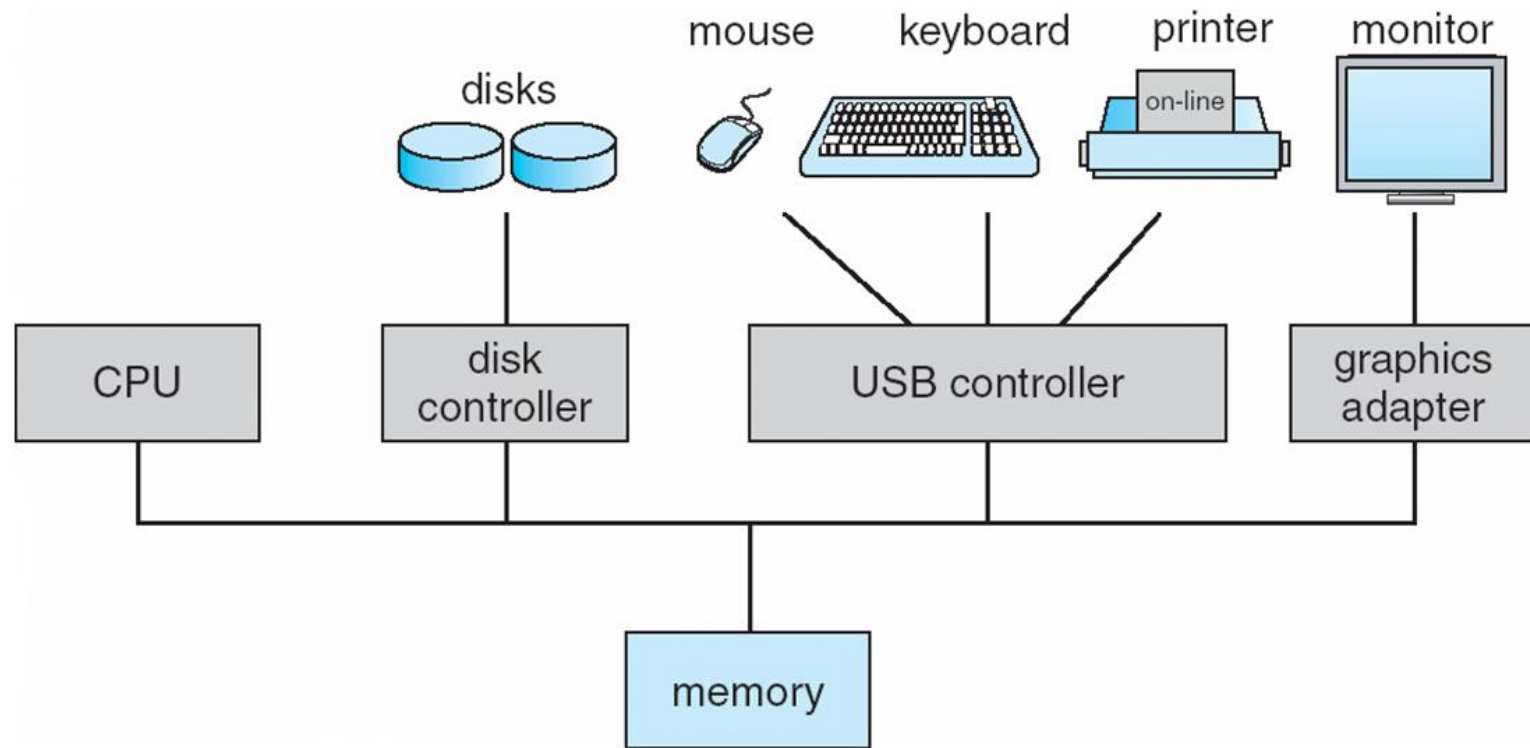 mouse
keyboard
printer
monitor
disks
on-line
CPU
disk
controller
USB controller
graphics
adapter
memory